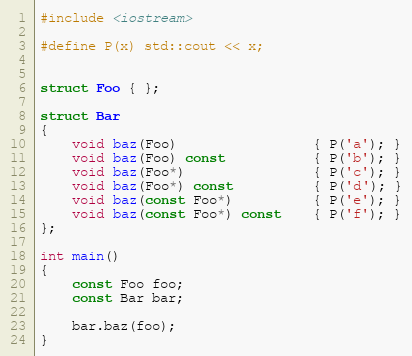 1 #include <iostream>
2
3 #define P(x) std::cout << x;
4
5
6 struct Foo { };
7
8 struct Bar
9 {
10     void baz(Foo)                  { P('a'); }
11     void baz(Foo) const            { P('b'); }
12     void baz(Foo*)                 { P('c'); }
13     void baz(Foo*) const           { P('d'); }
14     void baz(const Foo*)           { P('e'); }
15     void baz(const Foo*) const     { P('f'); }
16 };
17
18 int main()
19 {
20     const Foo foo;
21     const Bar bar;
22
23     bar.baz(foo);
24 }